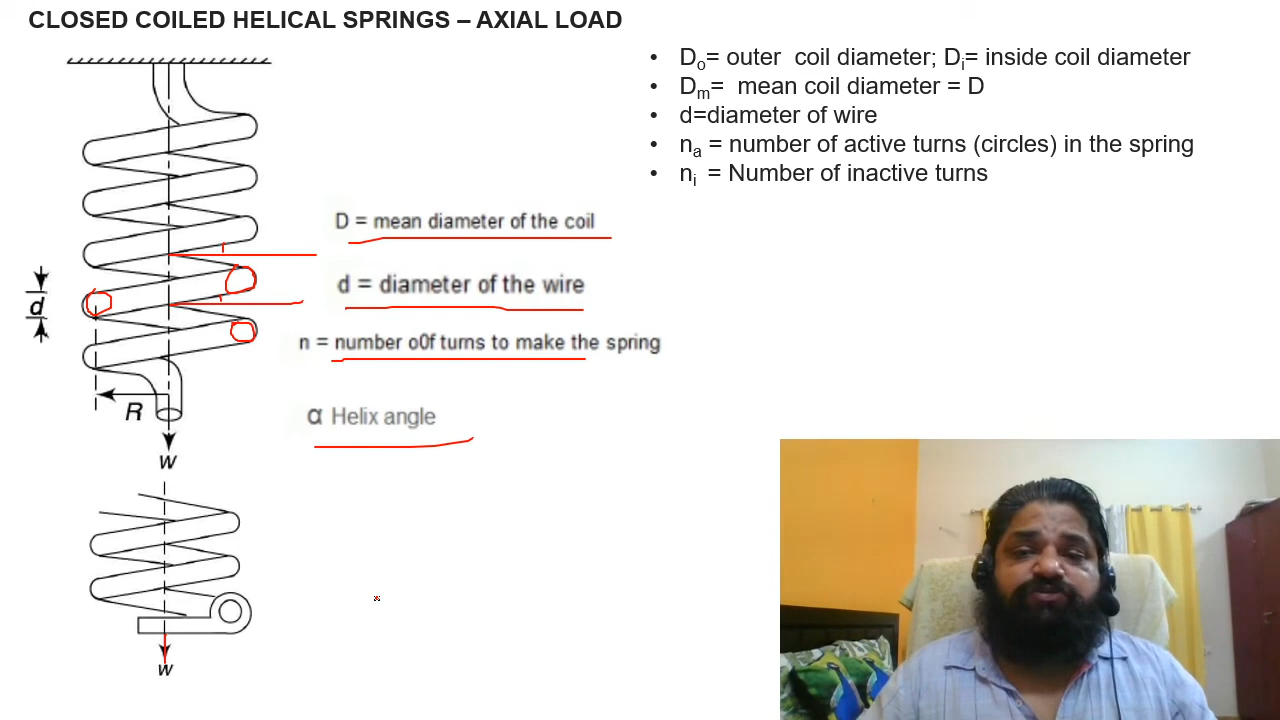 CLOSED COILED HELICAL SPRINGS – AXIAL LOAD
• Do= outer coil diameter; Di= inside coil diameter
• Dm= mean coil diameter = D
• d=diameter of wire
• na = number of active turns (circles) in the spring
• ni = Number of inactive turns
D = mean diameter of the coil
d = diameter of the wire
d
n = number o0f turns to make the spring
R
α Helix angle
W
W